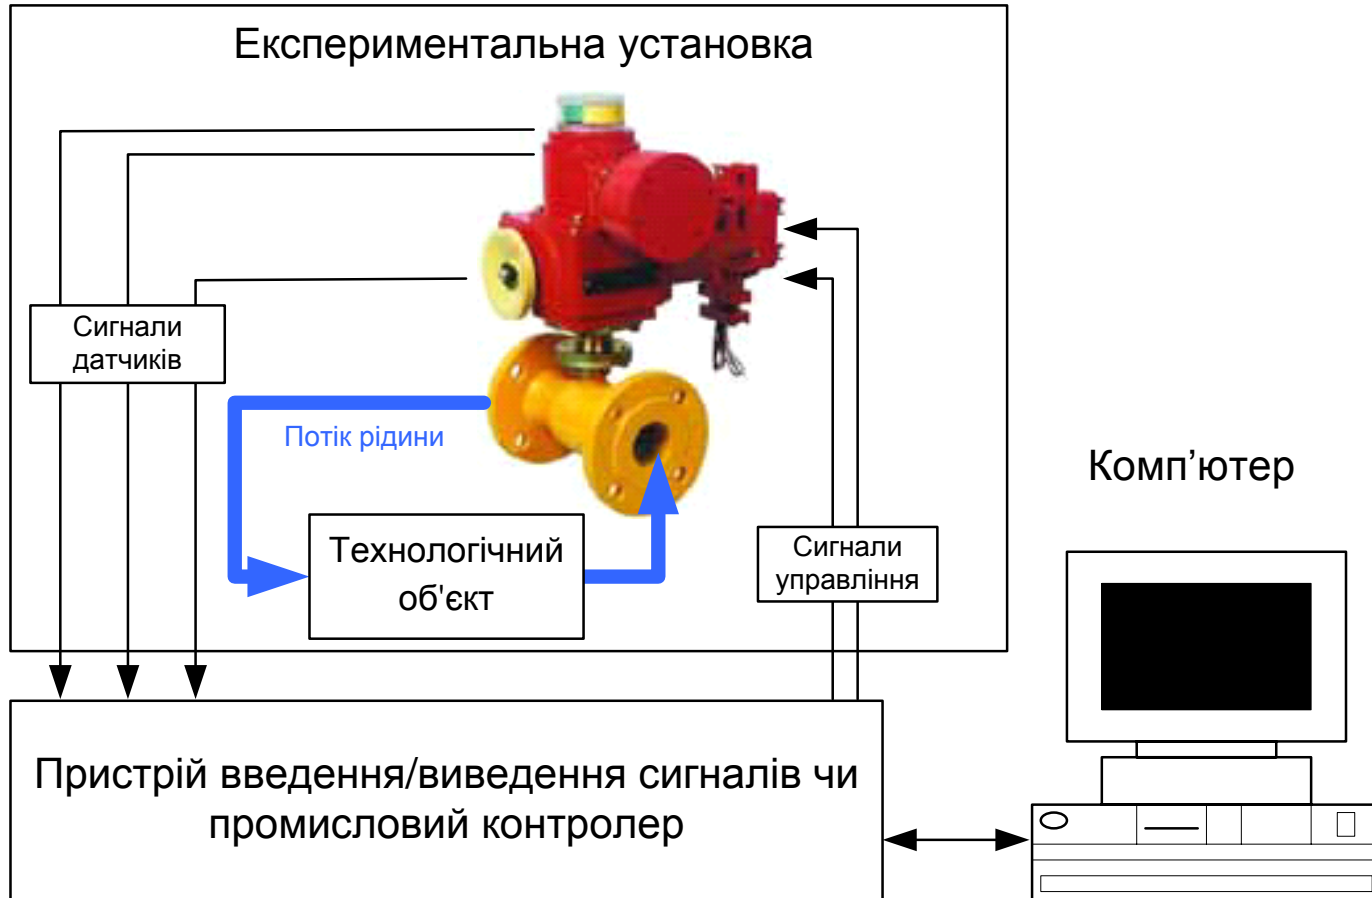 Експериментальна установка
Сигнали
датчиків
Потік рідини
Комп’ютер
Технологічний
об'єкт
Сигнали
управління
Пристрій введення/виведення сигналів чи
промисловий контролер